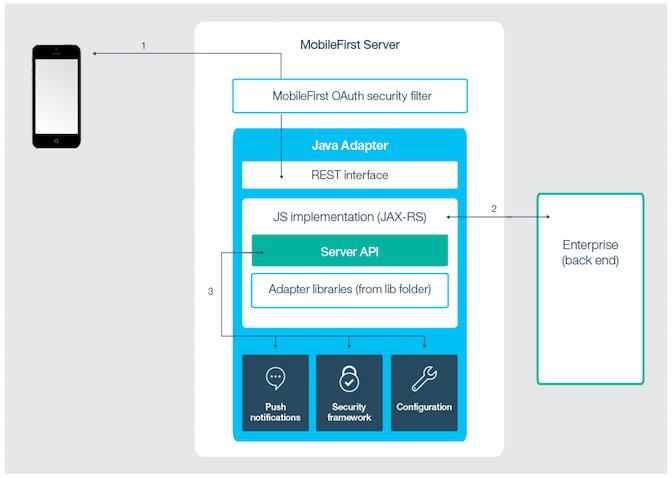 MobileFirst Server
1
MobileFirst OAuth security filter
Java Adapter
REST interface
JS implementation (JAX-RS)
2
Server API
Enterprise
(back end)
3
Adapter libraries (from lib folder)
Push
notifications
Security
framework
Configuration